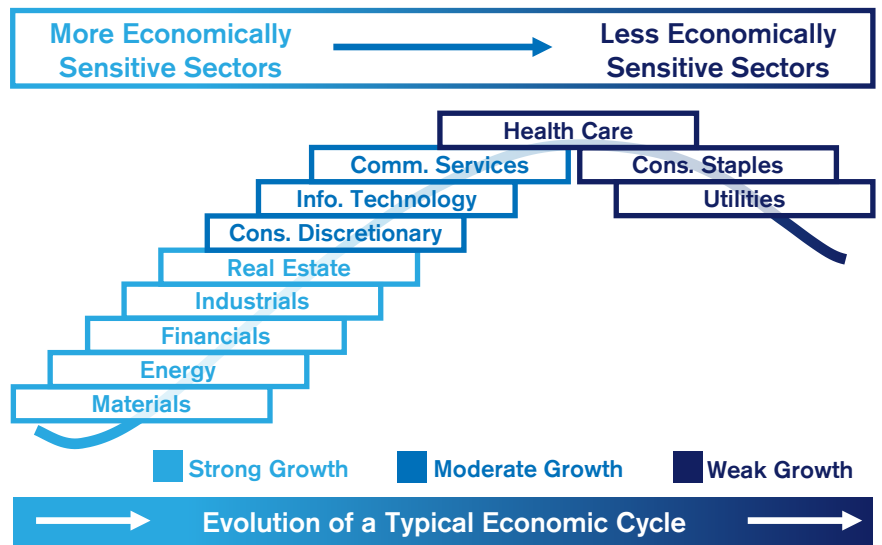 More Economically
Sensitive Sectors
Less Economically
Sensitive Sectors
Health Care
Comm. Services
Cons. Staples
Info. Technology
Utilities
Cons. Discretionary
Real Estate
Industrials
Financials
Energy
Materials
Strong Growth
Moderate Growth
Weak Growth
Evolution of a Typical Economic Cycle